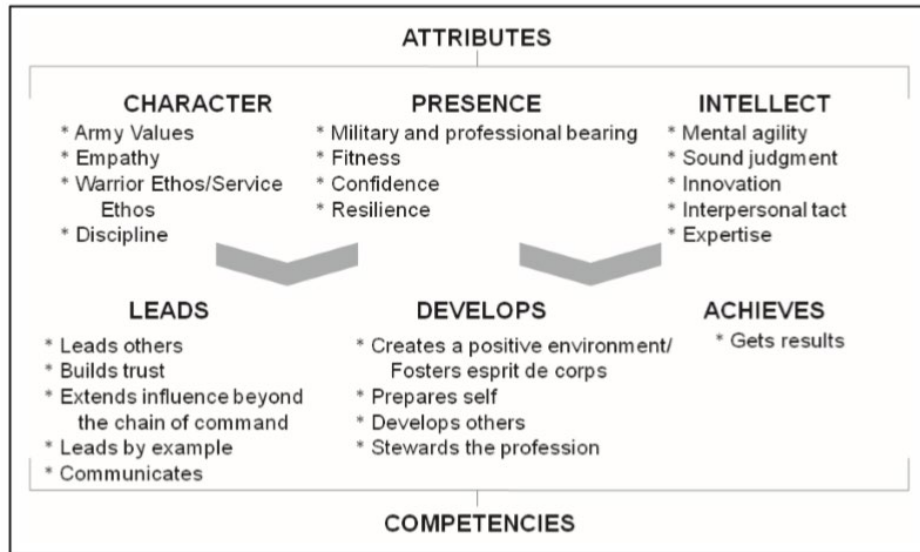 ATTRIBUTES
CHARACTER
* Army Values
* Empathy
* Warrior Ethos/Service
Ethos
* Discipline
PRESENCE
* Military and professional bearing
* Fitness
* Confidence
* Resilience
INTELLECT
* Mental agility
* Sound judgment
* Innovation
* Interpersonal tact
* Expertise
LEADS
* Leads others
* Builds trust
* Extends influence beyond
the chain of command
* Leads by example
* Communicates
DEVELOPS
* Creates a positive environment/
Fosters esprit de corps
* Prepares self
* Develops others
* Stewards the profession
ACHIEVES
* Gets results
COMPETENCIES